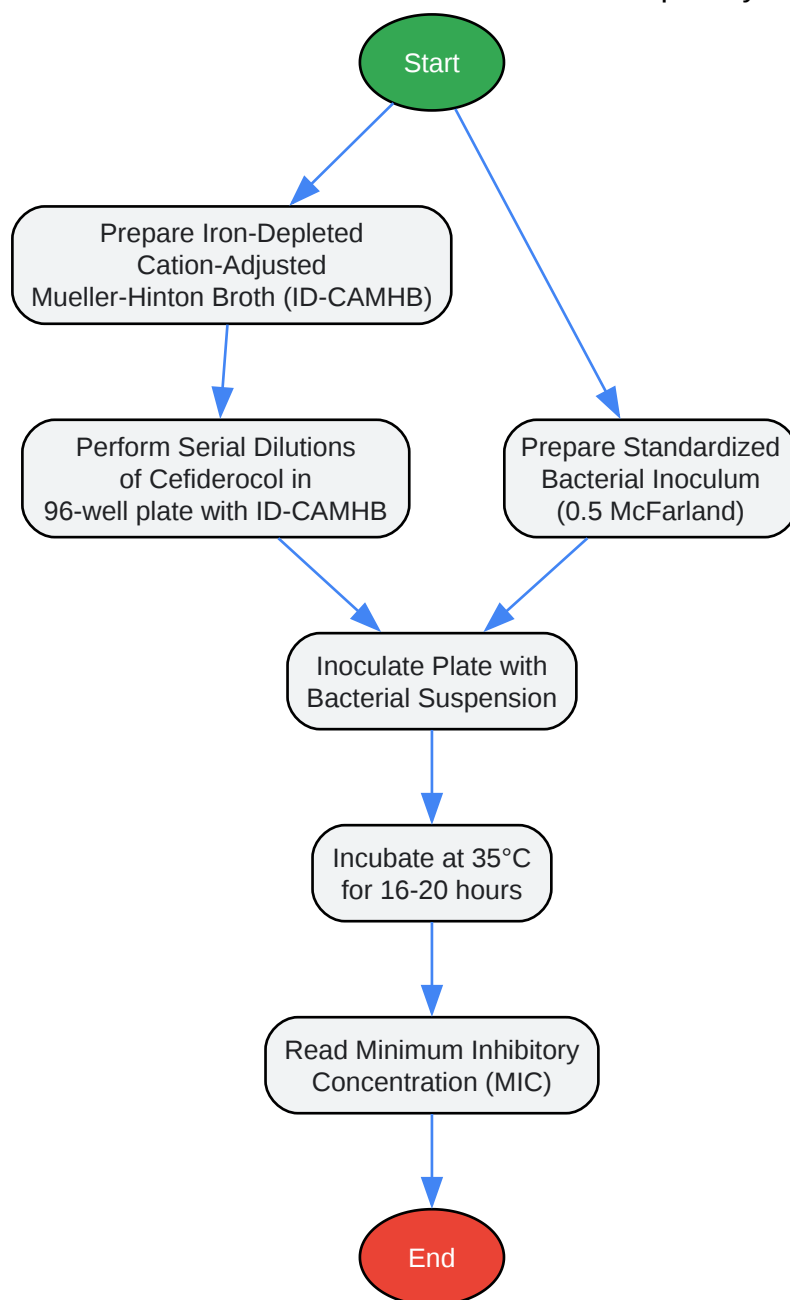 Start
Prepare Iron-Depleted
Cation-Adjusted
Mueller-Hinton Broth (ID-CAMHB)
Perform Serial Dilutions
of Cefiderocol in
96-well plate with ID-CAMHB
Prepare Standardized
Bacterial Inoculum
(0.5 McFarland)
Inoculate Plate with
Bacterial Suspension
Incubate at 35°C
for 16-20 hours
Read Minimum Inhibitory
Concentration (MIC)
End